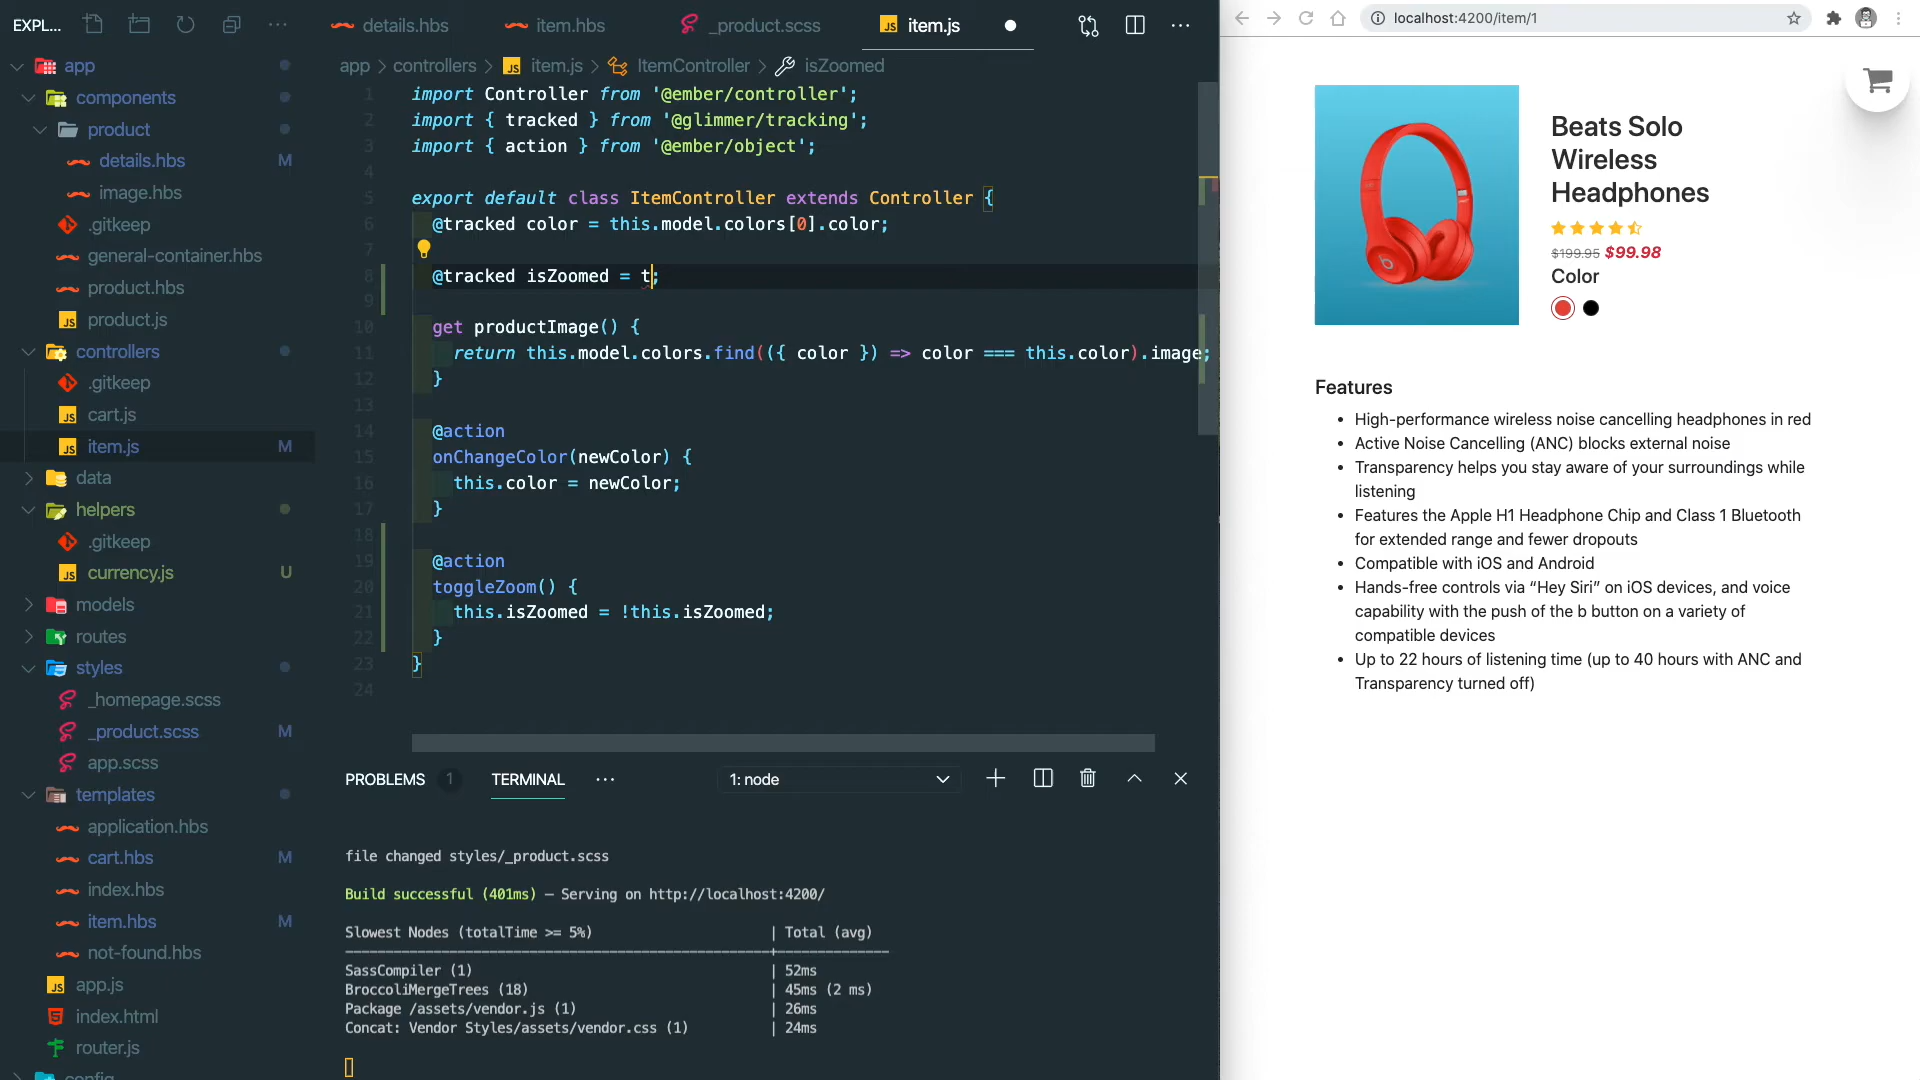 EXPL...
app
components
product
details.hbs M
image.hbs
.gitkeep
general-container.hbs
product.hbs
product.js
controllers
.gitkeep
cart.js
item.js M
data
helpers
.gitkeep
currency.js U
models
routes
styles
_homepage.scss
_product.scss M
app.scss
templates
application.hbs
cart.hbs M
index.hbs
item.hbs M
not-found.hbs
app.js
index.html
router.js
config
details.hbs item.hbs _product.scss item.js
app > controllers > item.js > ItemController > isZoomed
1 import Controller from '@ember/controller';
2 import { tracked } from '@glimmer/tracking';
3 import { action } from '@ember/object';
4
5 export default class ItemController extends Controller {
6 @tracked color = this.model.colors[0].color;
7
8 @tracked isZoomed = t;
9
10 get productImage() {
11 return this.model.colors.find(({ color }) => color === this.color).image;
12 }
13
14 @action
15 onChangeColor(newColor) {
16 this.color = newColor;
17 }
18
19 @action
20 toggleZoom() {
21 this.isZoomed = !this.isZoomed;
22 }
23 }
24
PROBLEMS 1 TERMINAL ... 1: node
file changed styles/_product.scss
Build successful (401ms) – Serving on http://localhost:4200/
Slowest Nodes (totalTime >= 5%) | Total (avg)
SassCompiler (1) | 52ms
BroccoliMergeTrees (18) | 45ms (2 ms)
Package /assets/vendor.js (1) | 26ms
Concat: Vendor Styles/assets/vendor.css (1) | 24ms
localhost:4200/item/1
Beats Solo
Wireless
Headphones
$199.95 $99.98
Color
Features
• High-performance wireless noise cancelling headphones in red
• Active Noise Cancelling (ANC) blocks external noise
• Transparency helps you stay aware of your surroundings while
listening
• Features the Apple H1 Headphone Chip and Class 1 Bluetooth
for extended range and fewer dropouts
• Compatible with iOS and Android
• Hands-free controls via “Hey Siri” on iOS devices, and voice
capability with the push of the b button on a variety of
compatible devices
• Up to 22 hours of listening time (up to 40 hours with ANC and
Transparency turned off)